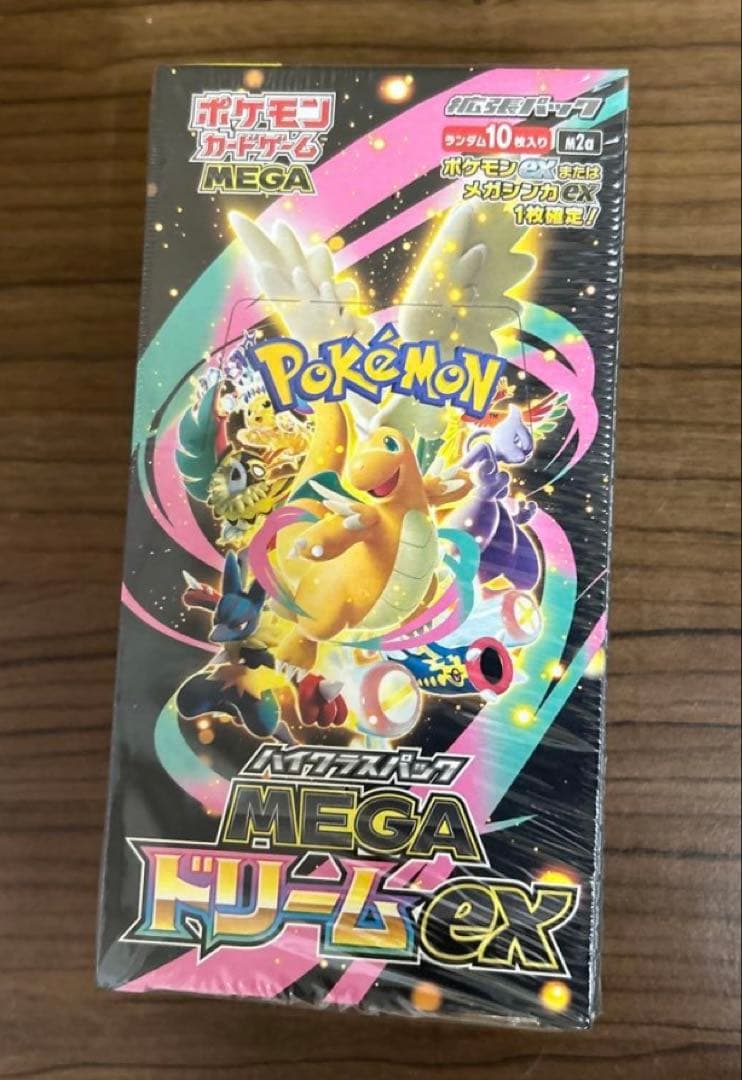 ポケモン
カードゲーム
MEGA
拡張パック
ランダム10枚入り M2a
ポケモンexまたは
メガシンカex
1枚確定!
POKéMON
ハイクラスパック
MEGA
ドリームex